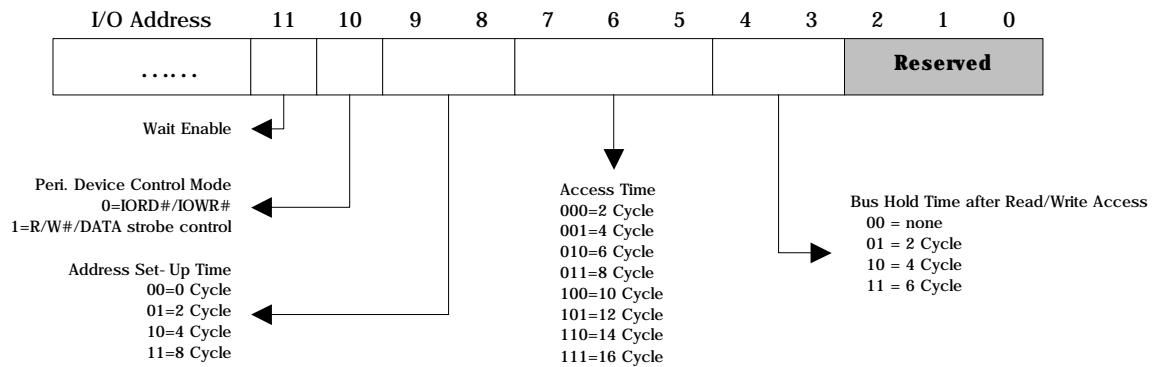 I/O Address 11 10 9 8 7 6 5 4 3 2 1 0
...... Reserved
Wait Enable
Peri. Device Control Mode
0=IORD#/IOWR#
1=R/W#/DATA strobe control
Address Set-Up Time
00=0 Cycle
01=2 Cycle
10=4 Cycle
11=8 Cycle
Access Time
000=2 Cycle
001=4 Cycle
010=6 Cycle
011=8 Cycle
100=10 Cycle
101=12 Cycle
110=14 Cycle
111=16 Cycle
Bus Hold Time after Read/Write Access
00 = none
01 = 2 Cycle
10 = 4 Cycle
11 = 6 Cycle